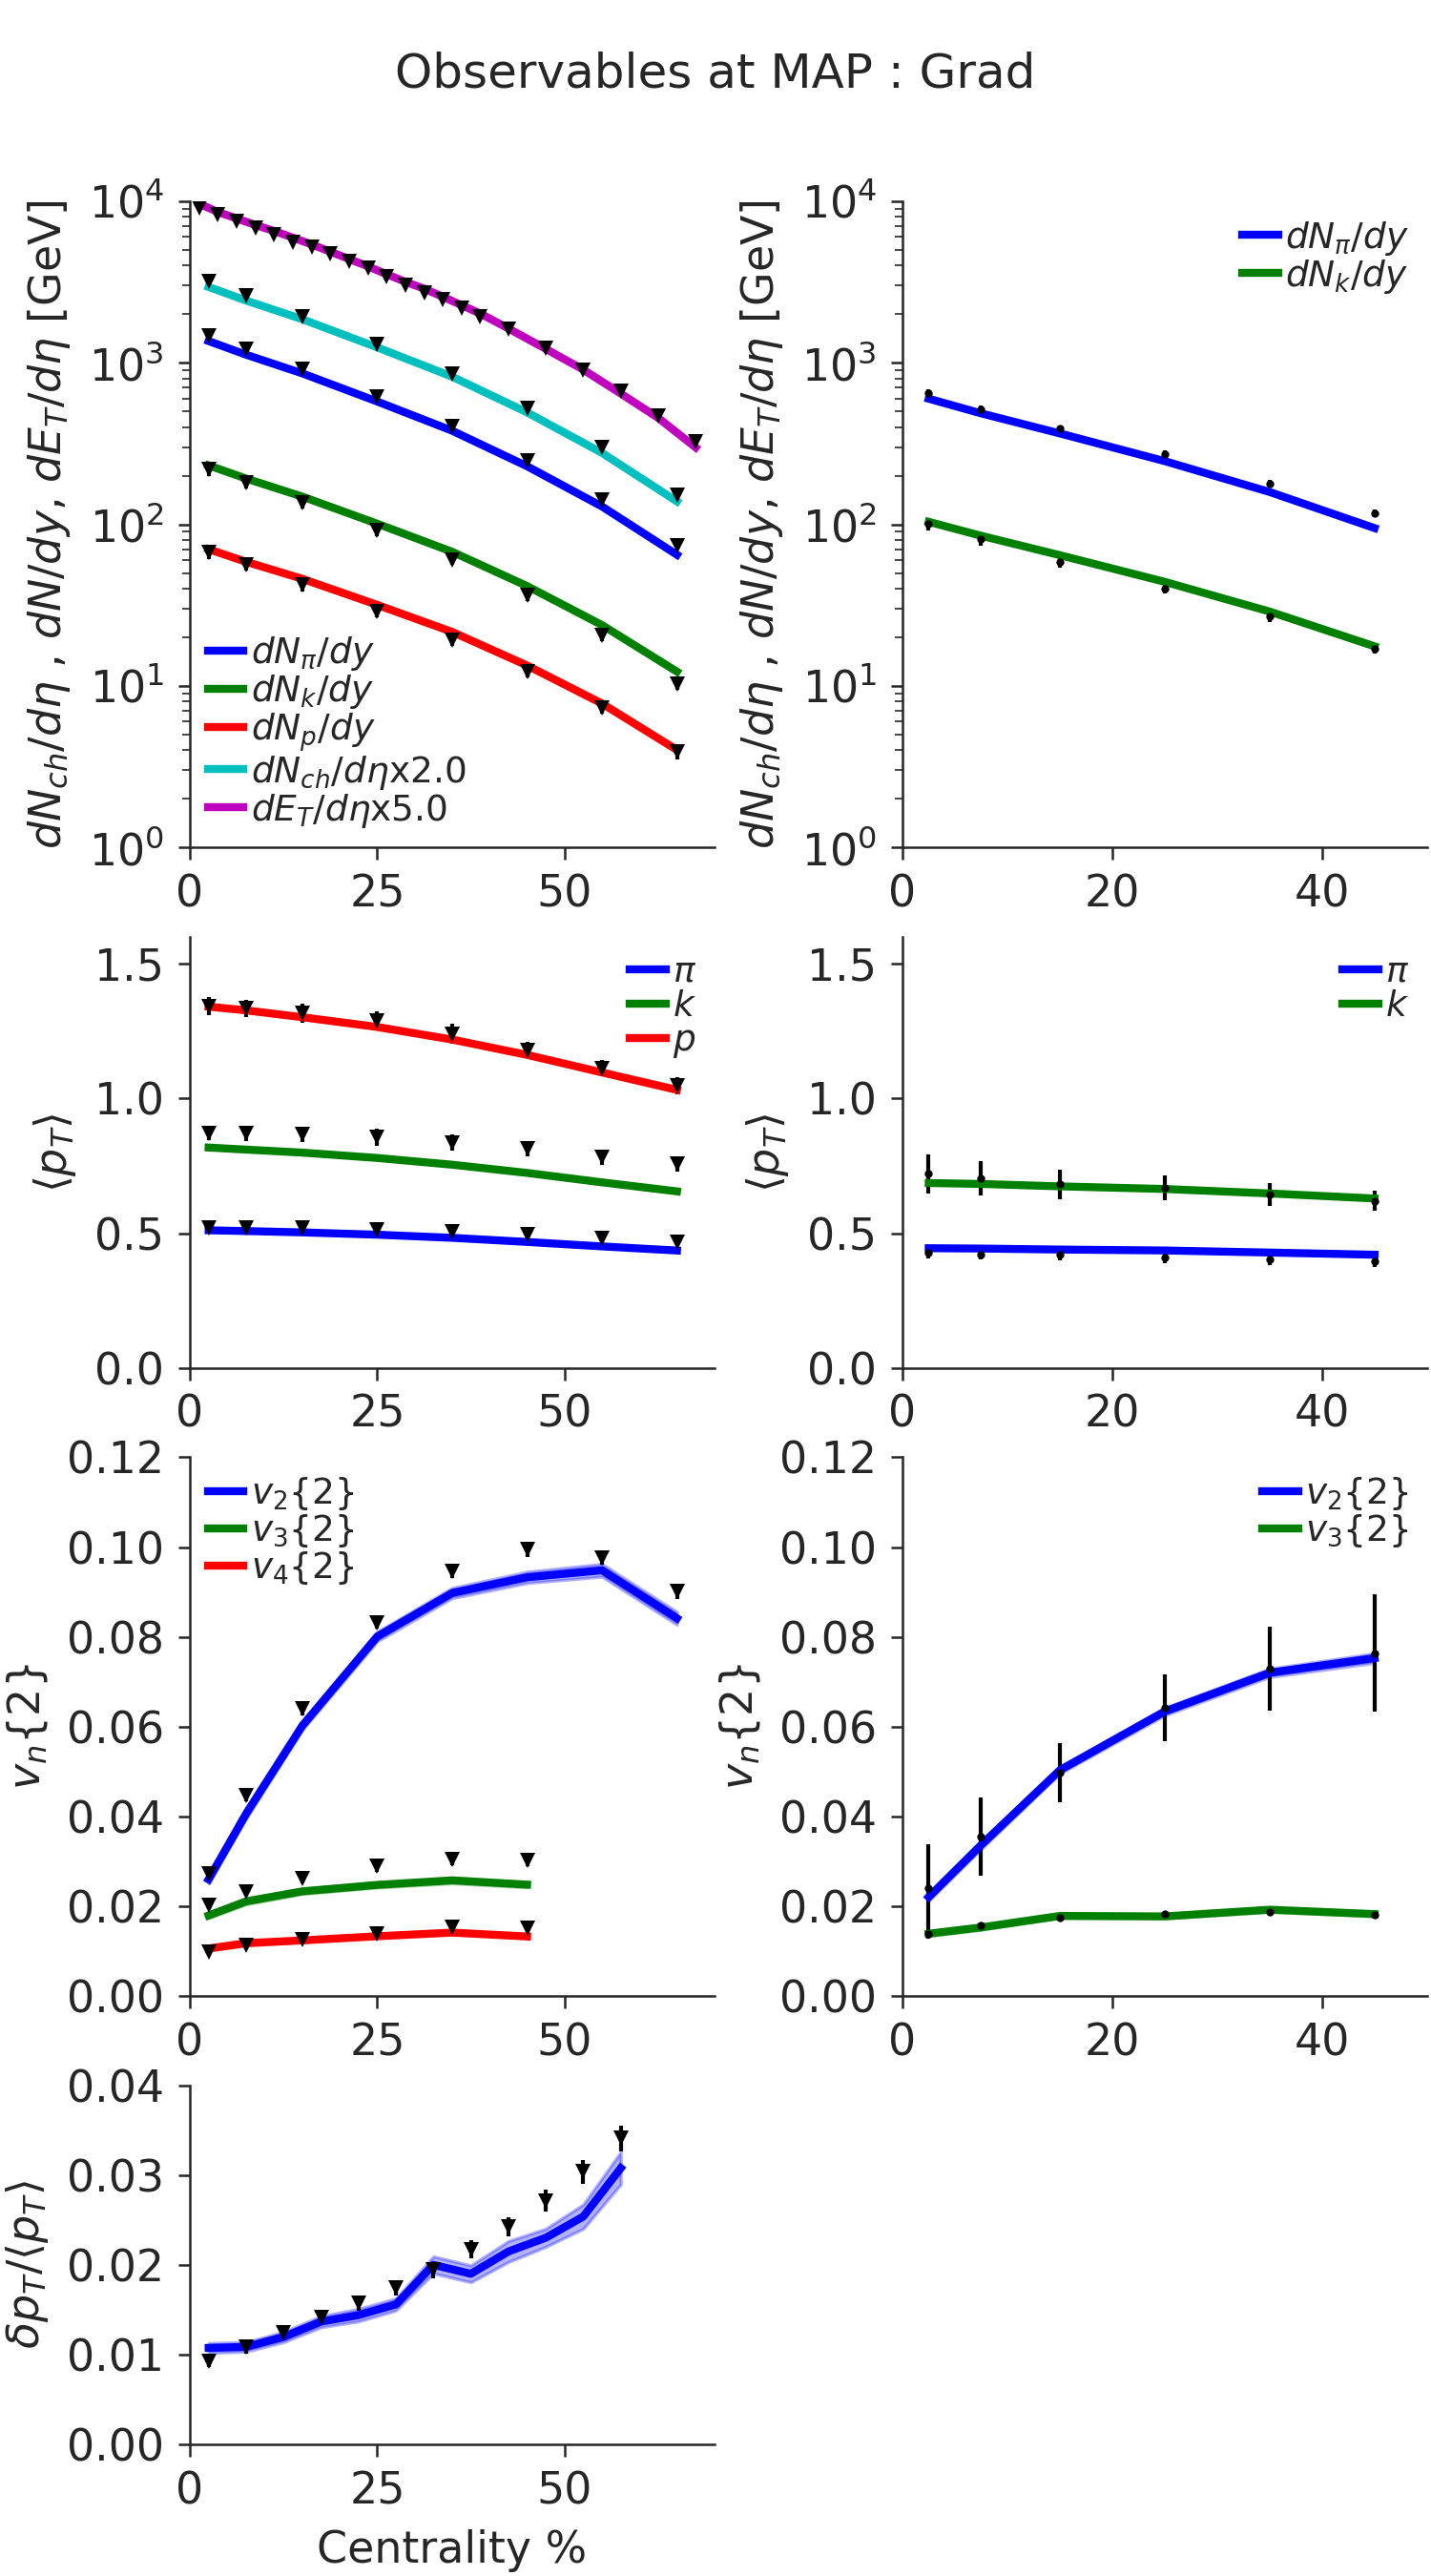 Observables at MAP : Grad
dN_{ch}/dη , dN/dy, dE_T/dη [GeV]
10^4
10^3
10^2
10^1
10^0
dN_π/dy
dN_k/dy
dN_p/dy
dN_{ch}/dηx2.0
dE_T/dηx5.0
0 25 50
dN_{ch}/dη , dN/dy, dE_T/dη [GeV]
10^4
10^3
10^2
10^1
10^0
dN_π/dy
dN_k/dy
0 20 40
⟨p_T⟩
1.5
1.0
0.5
0.0
π
k
p
0 25 50
⟨p_T⟩
1.5
1.0
0.5
0.0
π
k
0 20 40
v_n{2}
0.12
0.10
0.08
0.06
0.04
0.02
0.00
v_2{2}
v_3{2}
v_4{2}
0 25 50
v_n{2}
0.12
0.10
0.08
0.06
0.04
0.02
0.00
v_2{2}
v_3{2}
0 20 40
δp_T/⟨p_T⟩
0.04
0.03
0.02
0.01
0.00
0 25 50
Centrality %